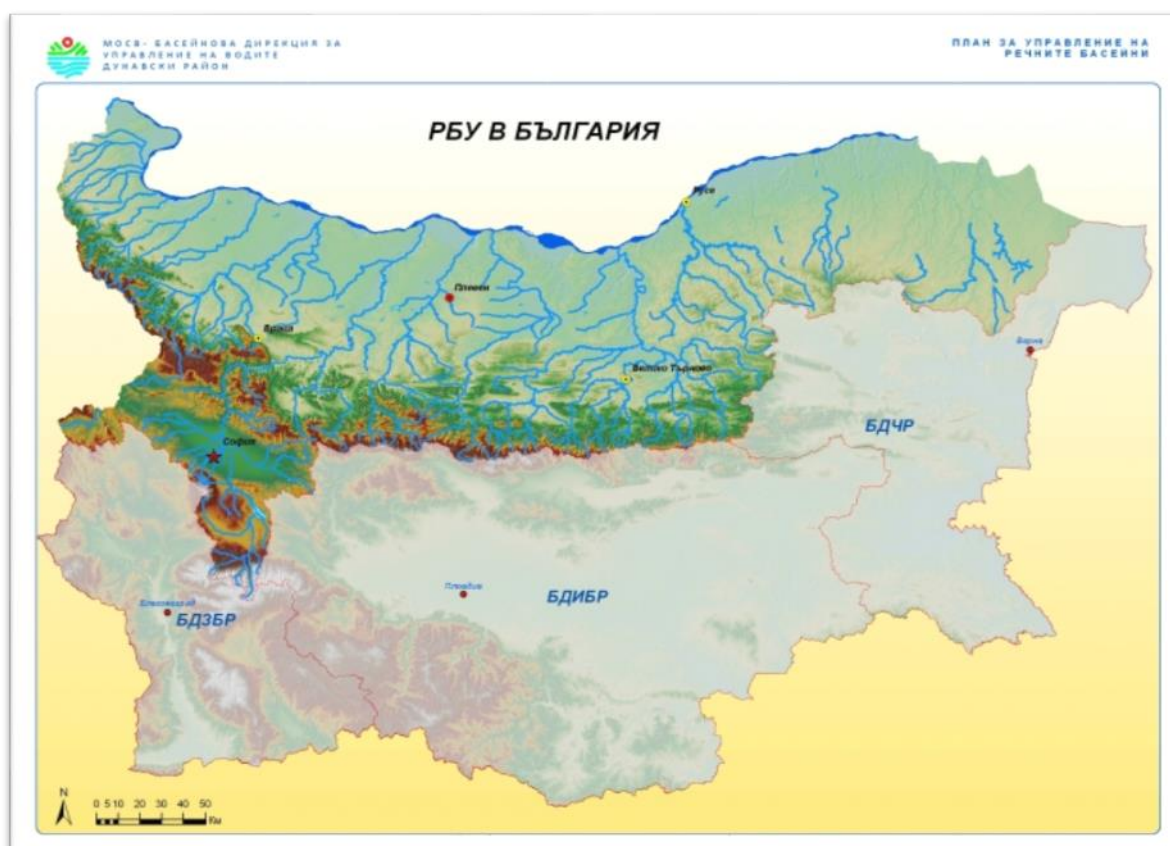 МОСВ- БАСЕЙНОВА ДИРЕКЦИЯ ЗА
УПРАВЛЕНИЕ НА ВОДИТЕ
ДУНАВСКИ РАЙОН
ПЛАН ЗА УПРАВЛЕНИЕ НА
РЕЧНИТЕ БАСЕЙНИ
РБУ В БЪЛГАРИЯ
Русе
Плевен
Враца
Варна
Велико Търново
БДЧР
София
Пловдив
БДИБР
Благоевград
БДЗБР
N
0 5 10 20 30 40 50
Км